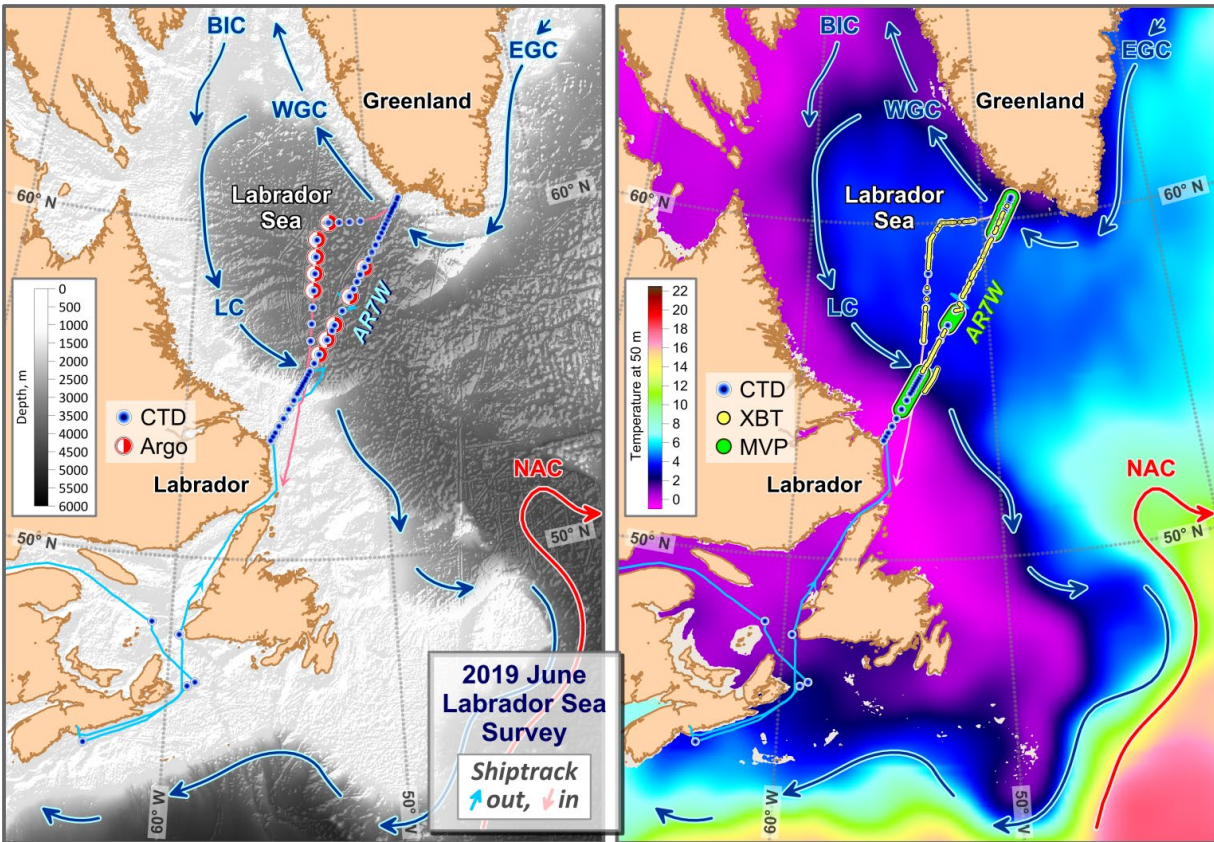 BIC
EGC
Greenland
WGC
60° N
60° N
Labrador
Sea
LC
AR7W
Depth, m
0
500
1000
1500
2000
2500
3000
3500
4000
4500
5000
5500
6000
CTD
Argo
Labrador
NAC
50° N
50° N
60° W
50° W
2019 June
Labrador Sea
Survey
Shiptrack
out, in
BIC
EGC
Greenland
WGC
60° N
60° N
Labrador
Sea
LC
AR7W
Temperature at 50 m
22
20
18
16
14
12
10
8
6
4
2
0
CTD
XBT
MVP
Labrador
NAC
50° N
50° N
60° W
50° W